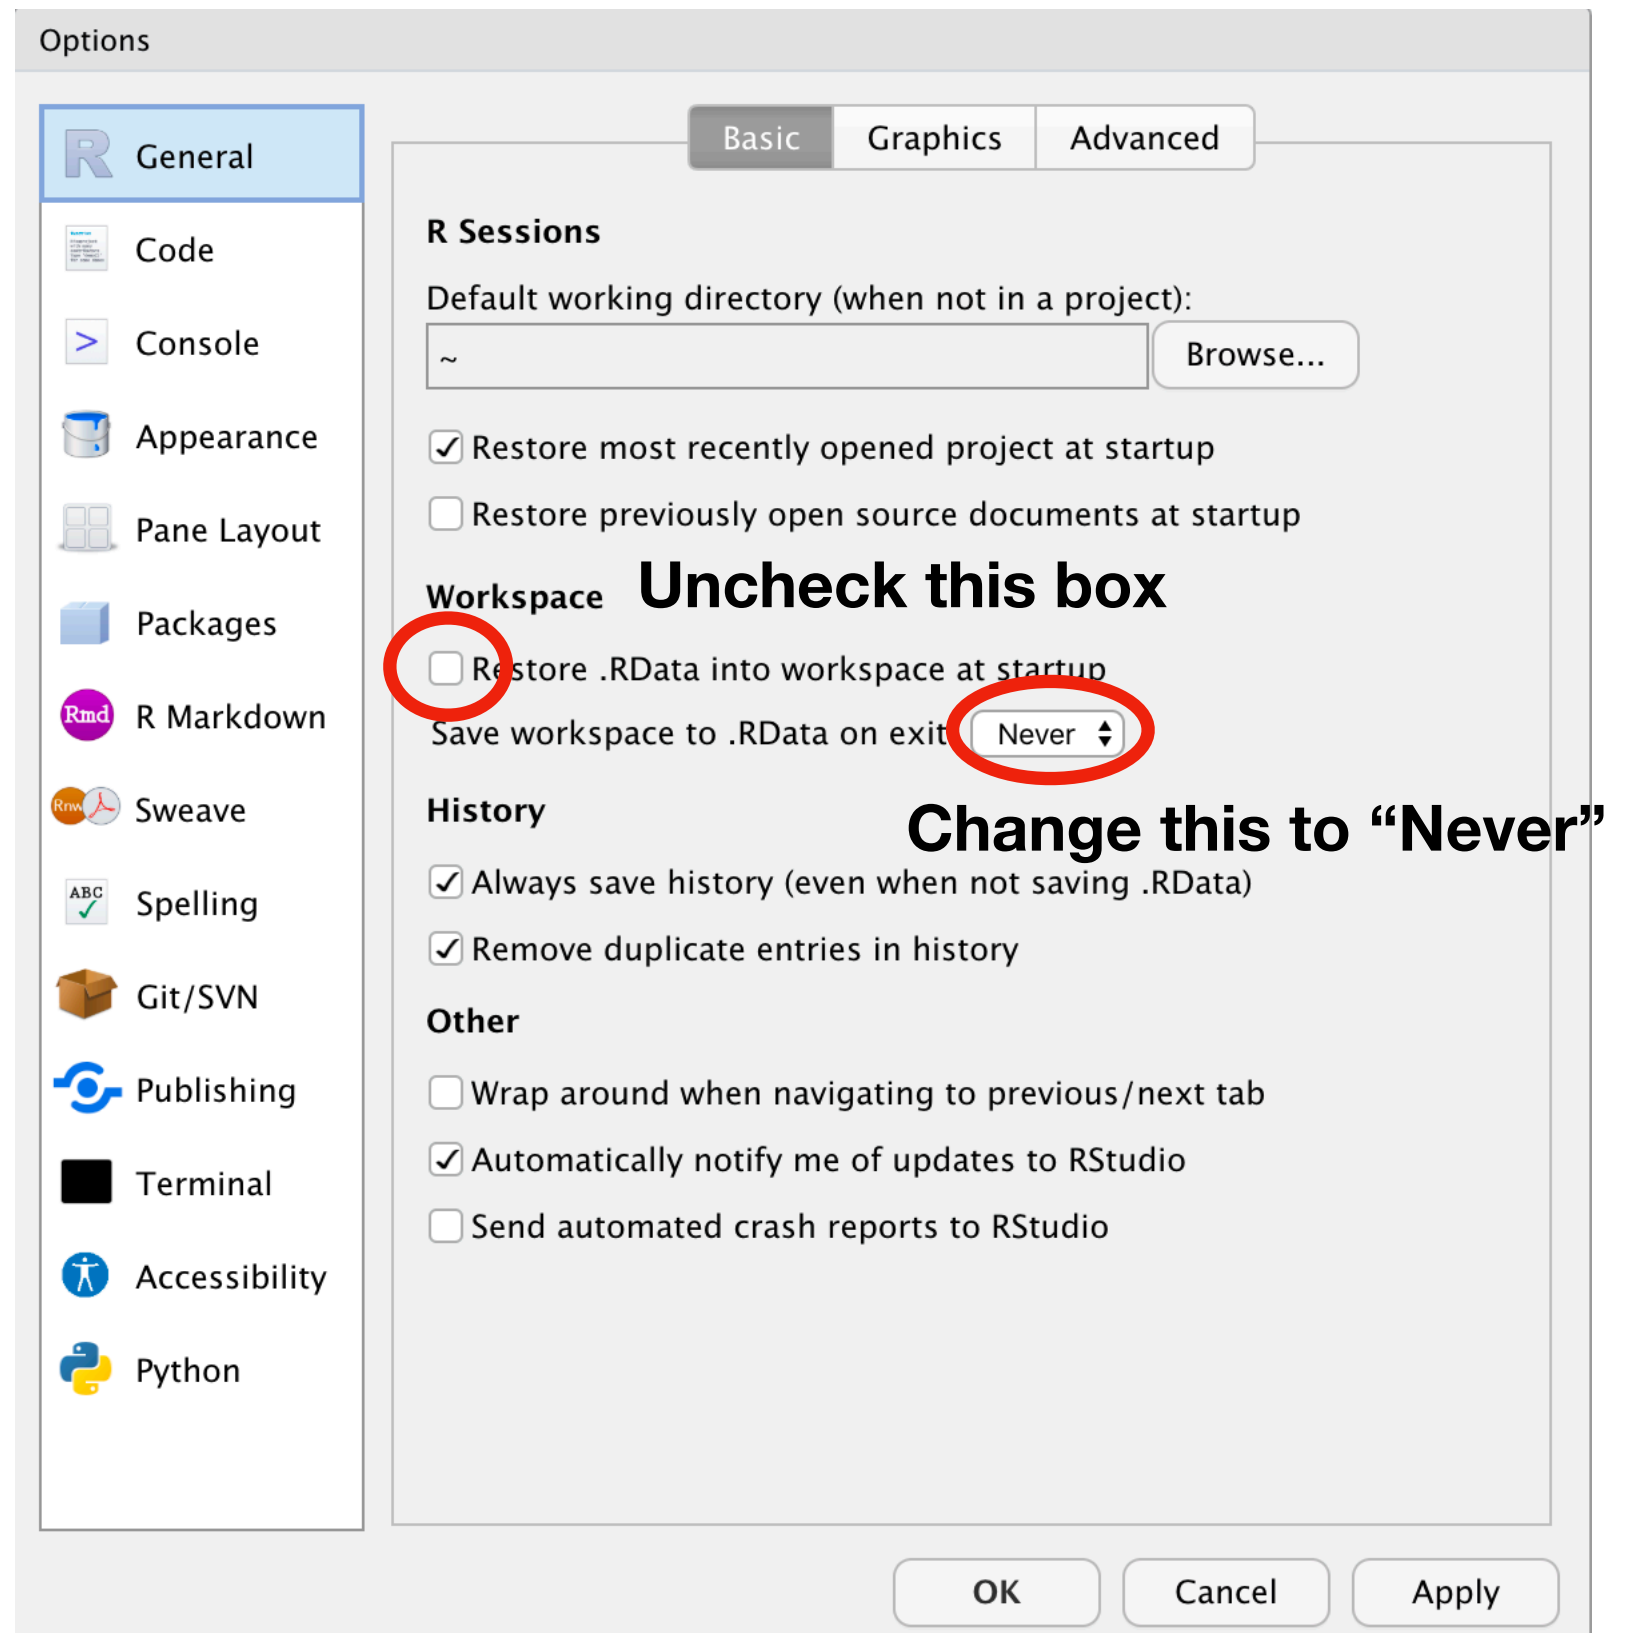 Options
General
Code
Console
Appearance
Pane Layout
Packages
R Markdown
Sweave
Spelling
Git/SVN
Publishing
Terminal
Accessibility
Python
R
>
Rmd
Rnw
ABC
Basic Graphics Advanced
R Sessions
Default working directory (when not in a project):
~ Browse...
Restore most recently opened project at startup
Restore previously open source documents at startup
Workspace Uncheck this box
Restore .RData into workspace at startup
Save workspace to .RData on exit Never
History Change this to “Never”
Always save history (even when not saving .RData)
Remove duplicate entries in history
Other
Wrap around when navigating to previous/next tab
Automatically notify me of updates to RStudio
Send automated crash reports to RStudio
OK Cancel Apply